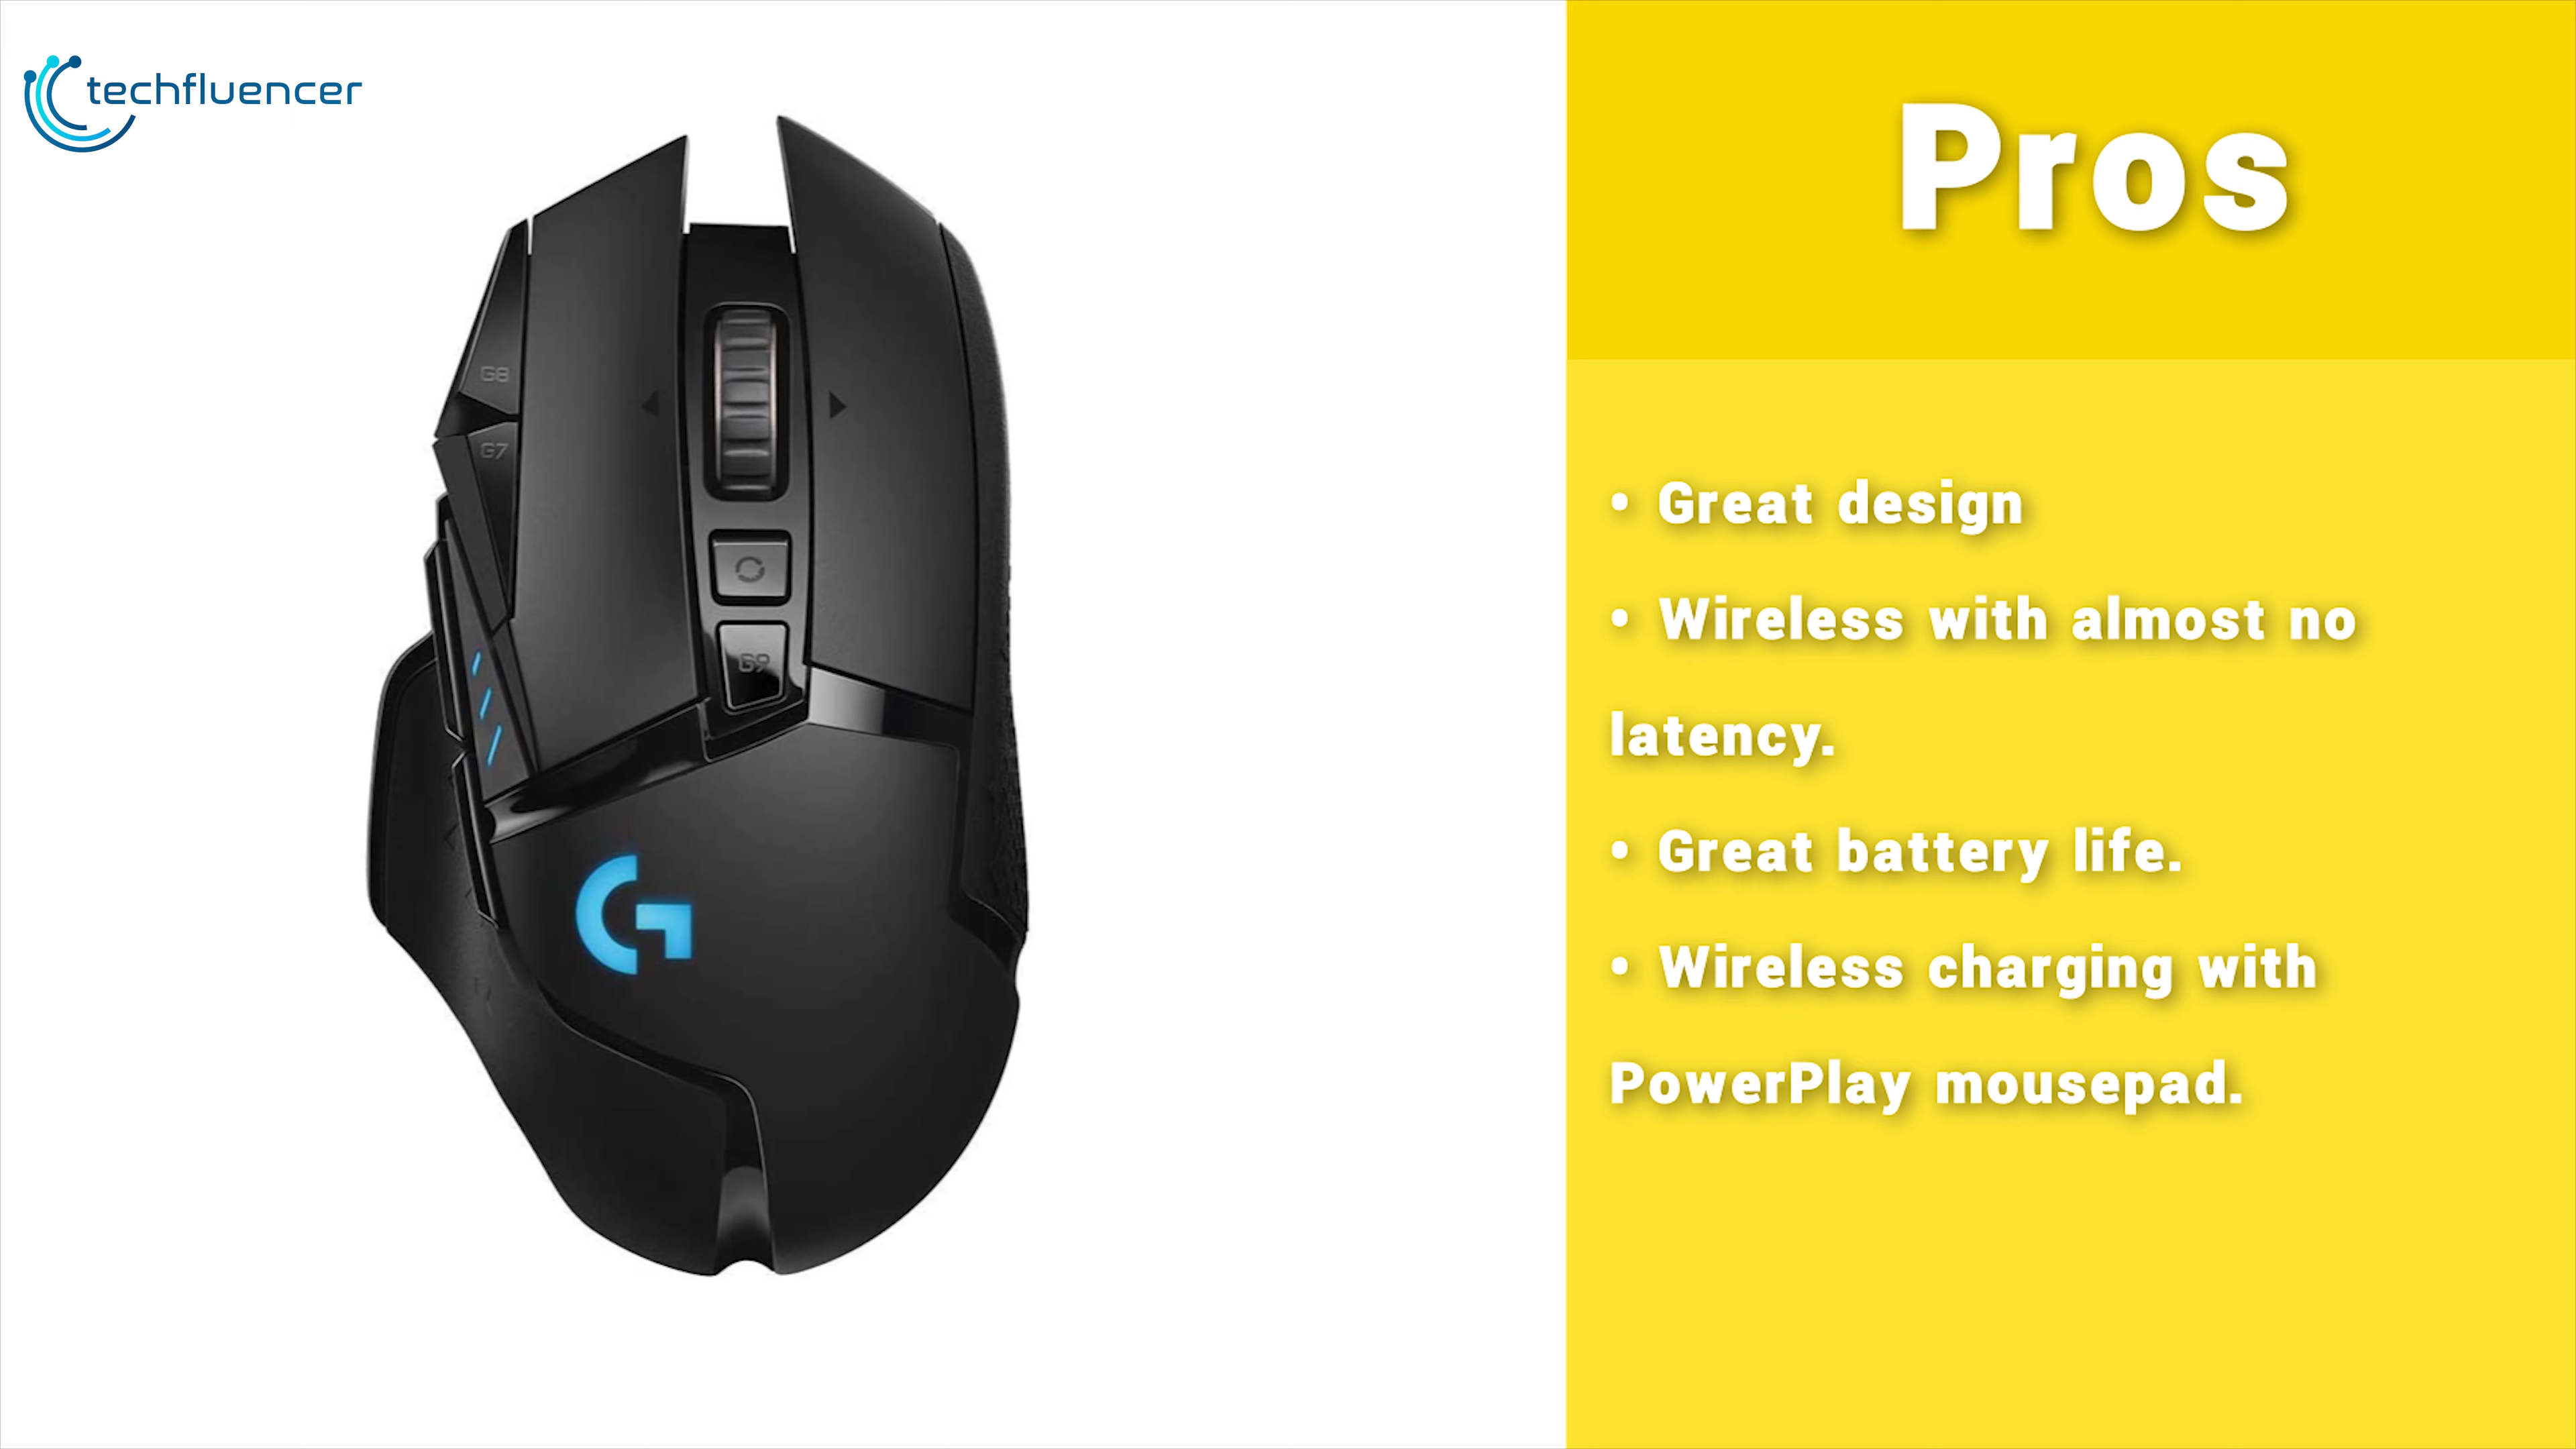 techfluencer
Pros
G8
G7
G9
• Great design
• Wireless with almost no
latency.
• Great battery life.
• Wireless charging with
PowerPlay mousepad.